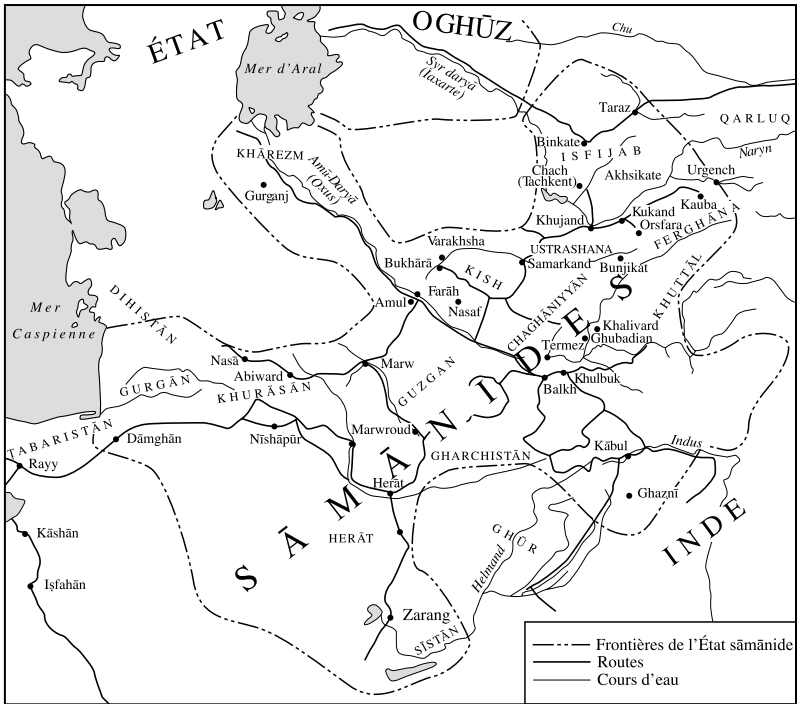 ÉTAT
OGHŪZ
Chu
Mer d'Aral
Syr daryā
(Iaxarte)
Taraz
QARLUQ
Binkate
ISFIJĀB
Naryn
KHĀREZM
Amū-Daryā
(Oxus)
Chach
(Tachkent)
Akhsikate
Urgench
Gurganj
Kauba
Khujand
Kukand
Orsfara
FERGHĀNA
Varakhsha
USTRASHANA
Bukhārā
KISH
Samarkand
Bunjikat
KHUTTĀL
DIHISTĀN
Amul
Farāh
Nasaf
CHAGHĀNIYYĀN
Mer
Caspienne
Khalivard
Ghubadian
Termez
Nasā
Marw
Abiward
GURGĀN
KHURĀSĀN
GUZGAN
Balkh
Khulbuk
TABARISTĀN
Dāmghān
Nīshāpūr
Marwroud
Rayy
GHARCHISTĀN
Kābul
Indus
Herāt
Ghaznī
SĀMĀNIDES
INDE
Kāshān
HERĀT
GHŪR
Helmand
Iṣfahān
Zarang
SĪSTĀN
Frontières de l'État sāmānide
Routes
Cours d'eau